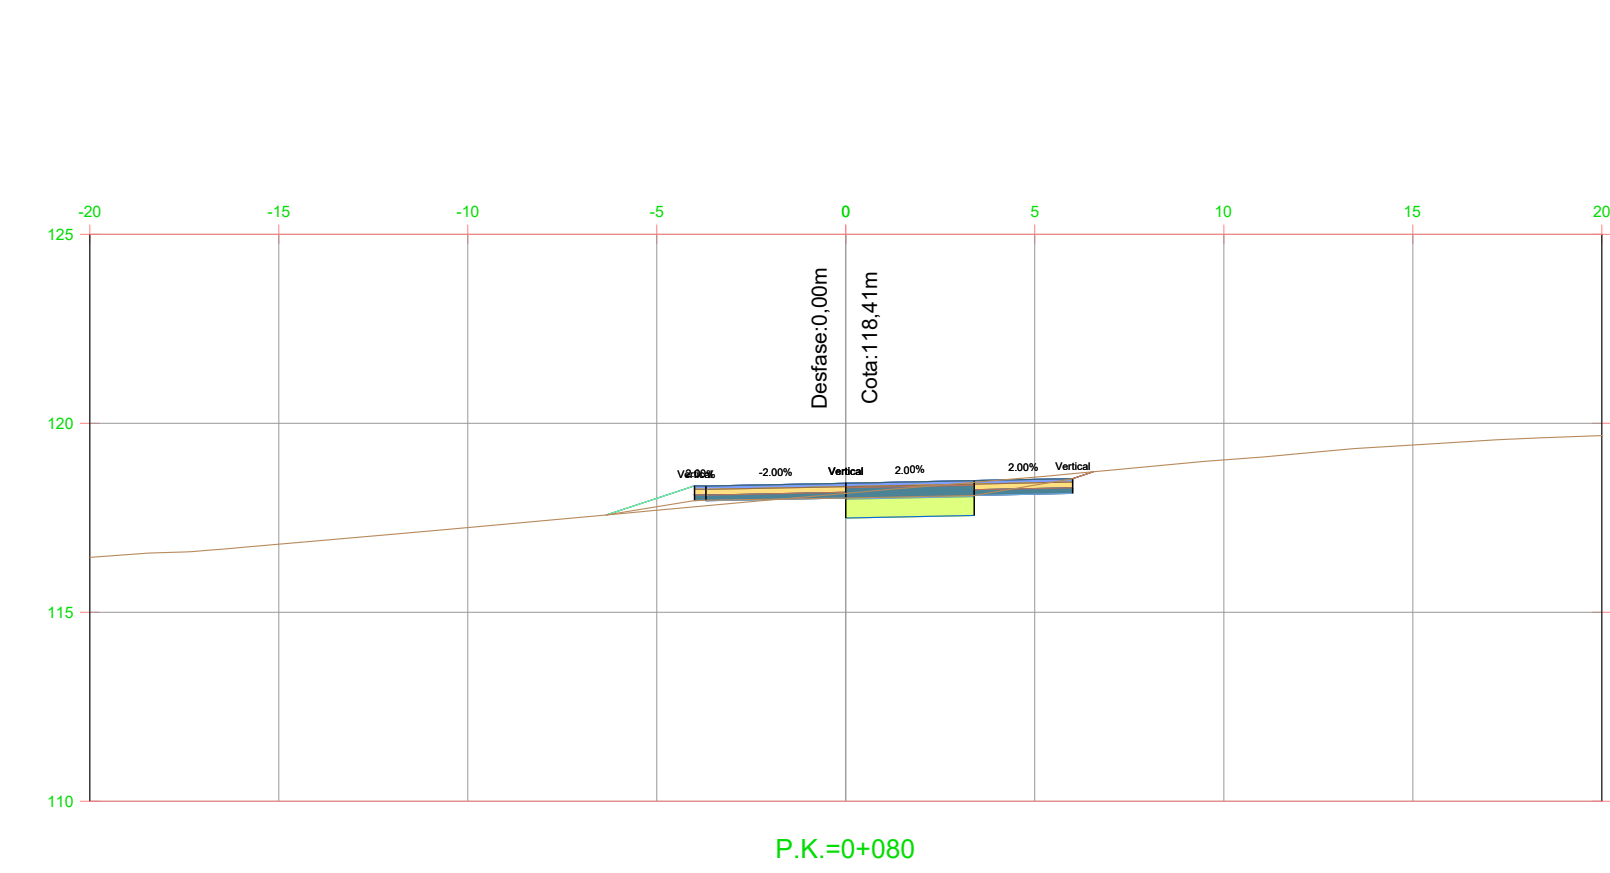 -20 -15 -10 -5 0 5 10 15 20
125
Desfase:0,00m
Cota:118,41m
120
Vertical -2.00% Vertical 2.00% 2.00% Vertical
115
110
P.K.=0+080